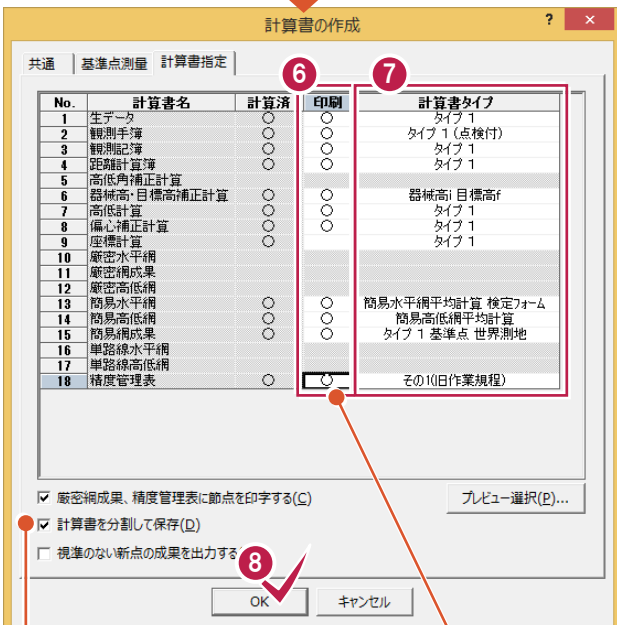 計算書の作成 ? ×
共通 基準点測量 計算書指定
6 7
No. 計算書名 計算済 印刷 計算書タイプ
1 生データ ○ ○ タイプ 1
2 観測手簿 ○ ○ タイプ 1 (点検付)
3 観測記簿 ○ ○ タイプ 1
4 距離計算簿 ○ ○ タイプ 1
5 高低角補正計算
6 器械高・目標高補正計算 ○ ○ 器械高i 目標高f
7 高低計算 ○ ○ タイプ 1
8 偏心補正計算 ○ ○ タイプ 1
9 座標計算 ○ タイプ 1
10 厳密水平網
11 厳密網成果
12 厳密高低網
13 簡易水平網 ○ ○ 簡易水平網平均計算 検定フォーム
14 簡易高低網 ○ ○ 簡易高低網平均計算
15 簡易網成果 ○ ○ タイプ 1 基準点 世界測地
16 単路線水平網
17 単路線高低網
18 精度管理表 ○ ○ その1(旧作業規程)
厳密網成果、精度管理表に節点を印字する(C) プレビュー選択(P)...
計算書を分割して保存(D)
視準のない新点の成果を出力する
8
OK キャンセル